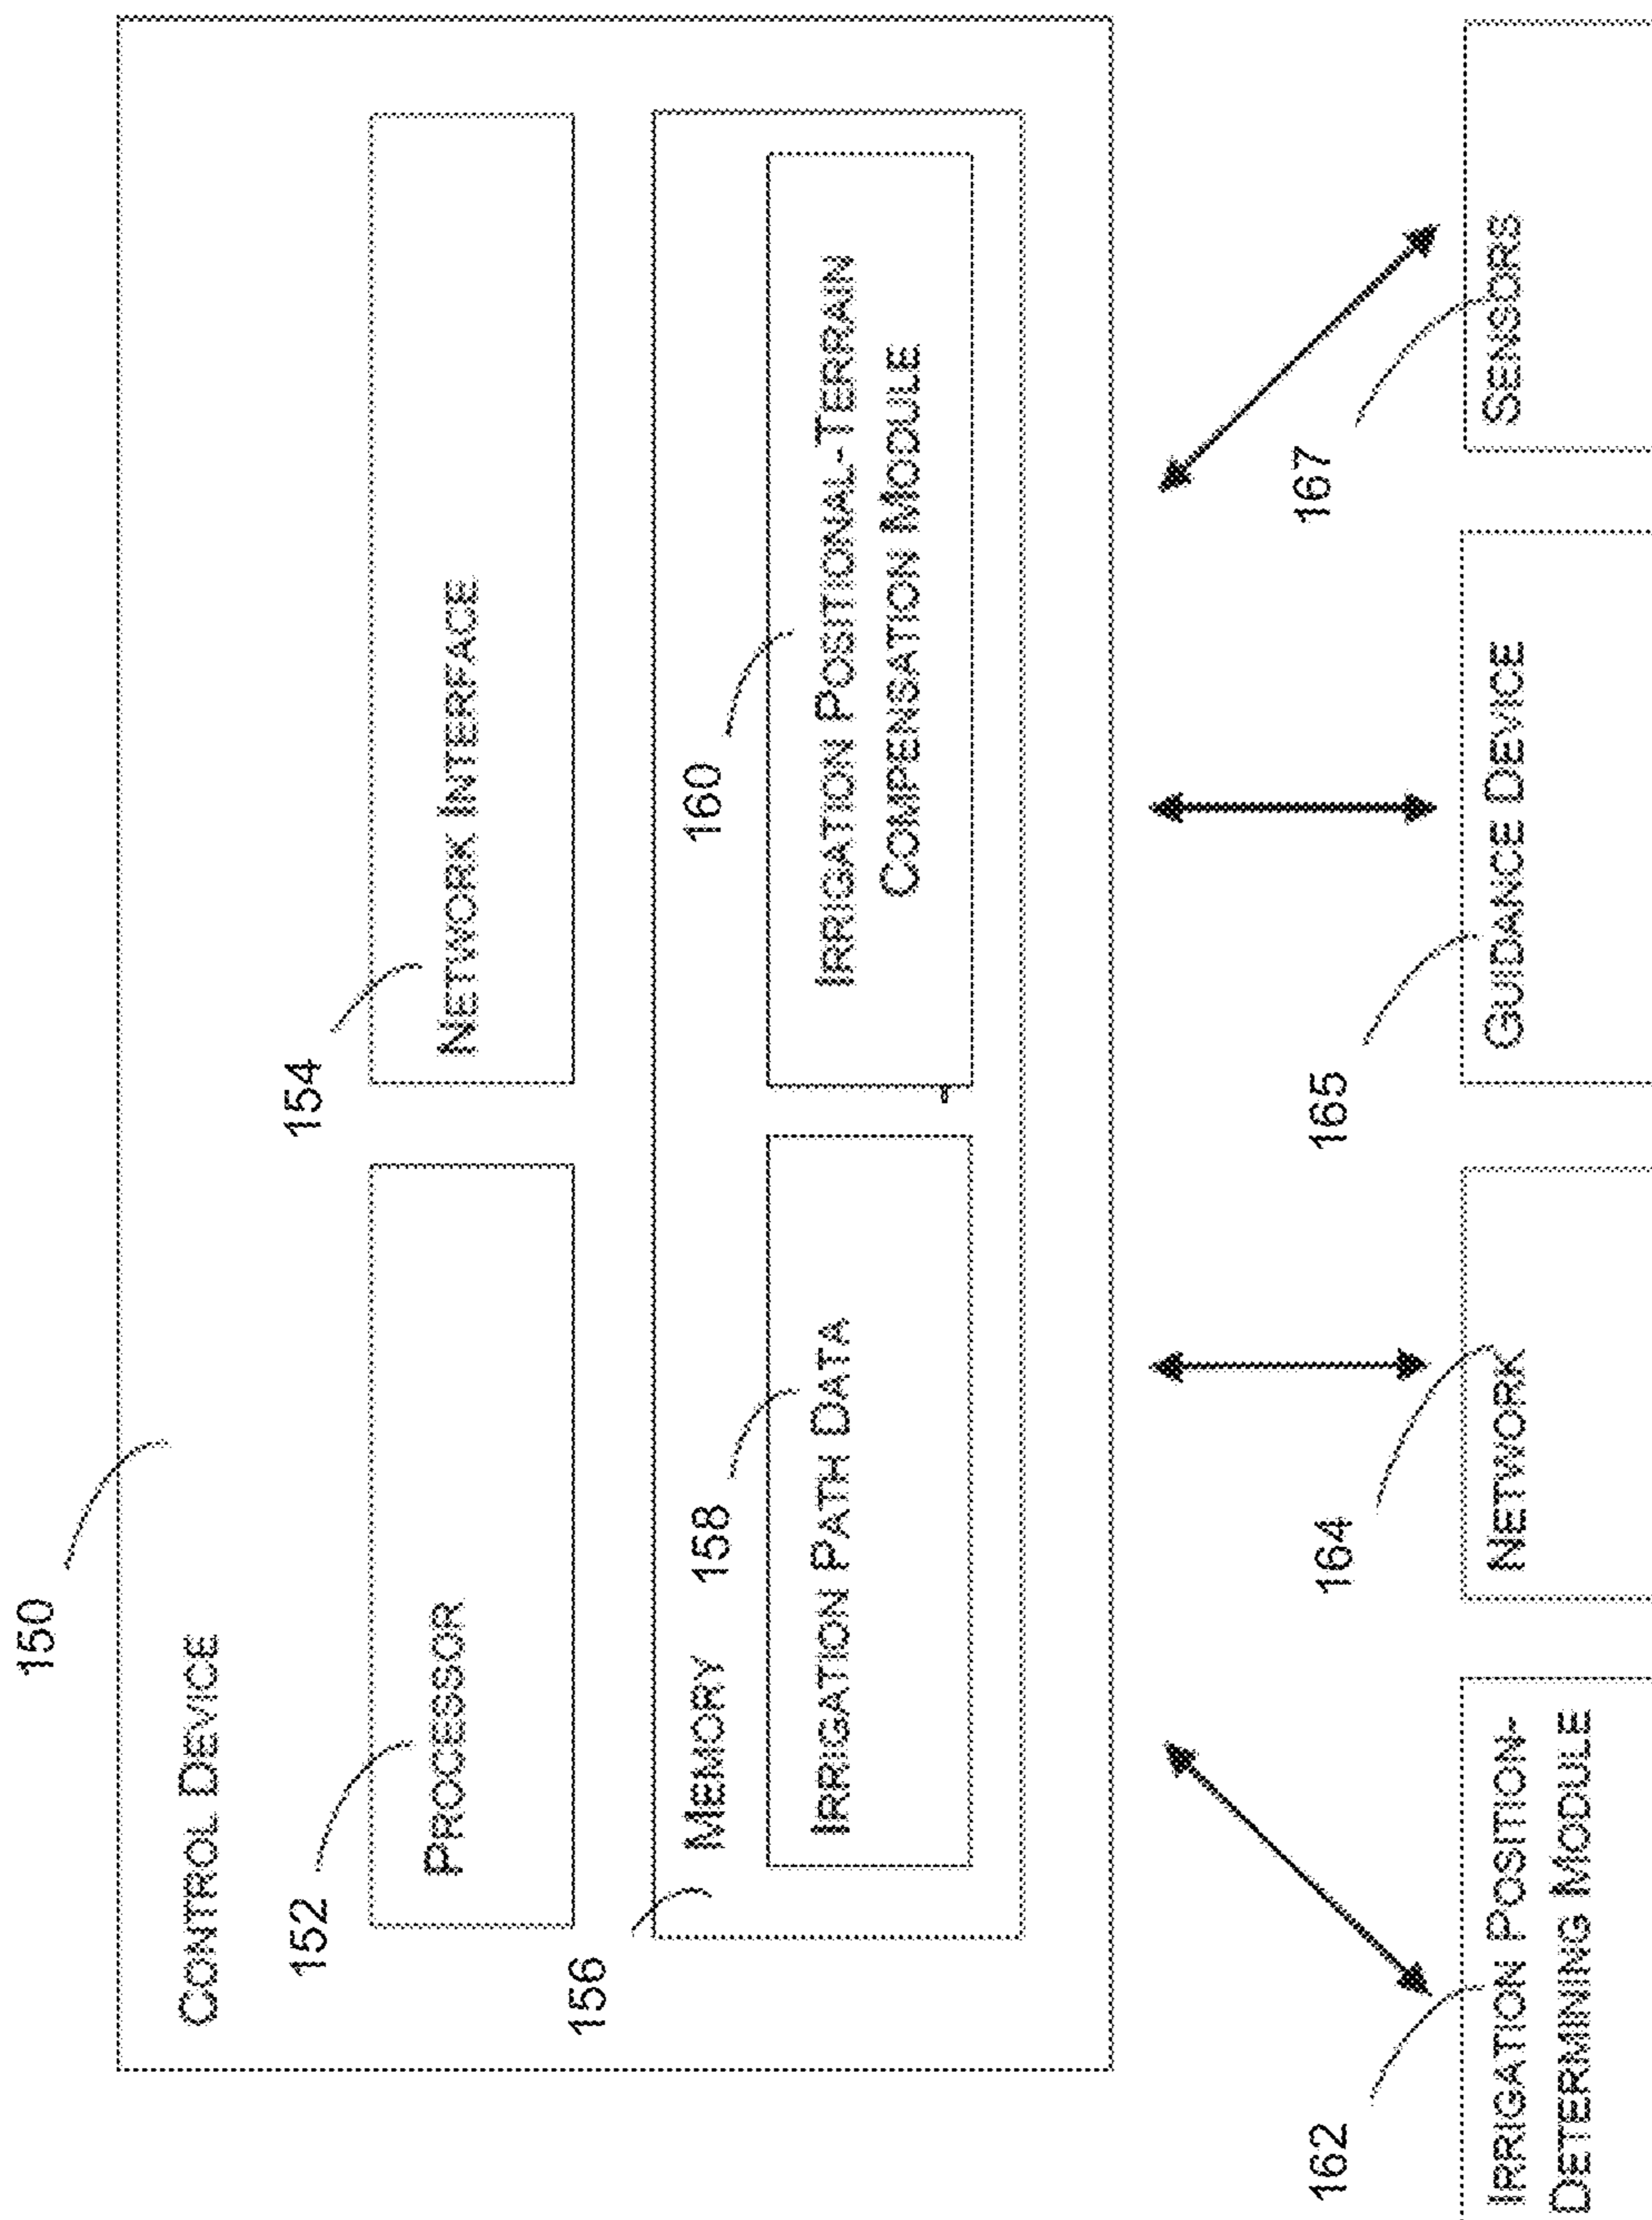 150
CONTROL DEVICE
152
PROCESSOR
154
NETWORK INTERFACE
156
MEMORY
158
IRRIGATION PATH DATA
160
IRRIGATION POSITIONAL-TERRAIN
COMPENSATION MODULE
162
IRRIGATION POSITION-
DETERMINING MODULE
164
NETWORK
165
GUIDANCE DEVICE
167
SENSORS